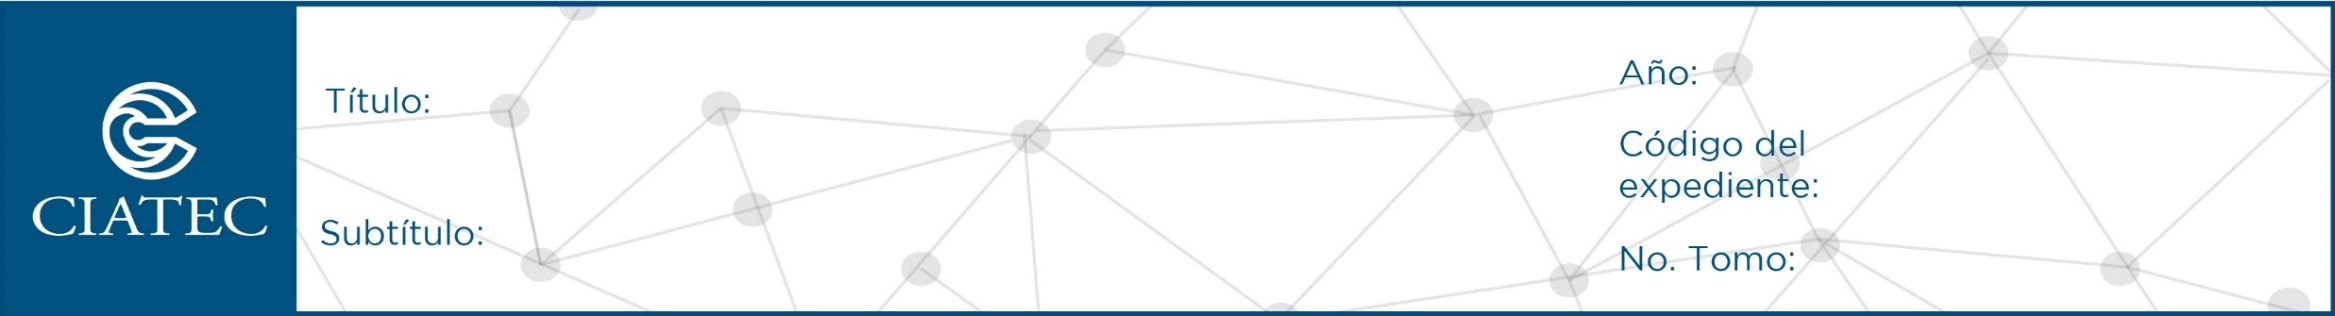 CIATEC
Título:
Subtítulo:
Año:
Código del
expediente:
No. Tomo: